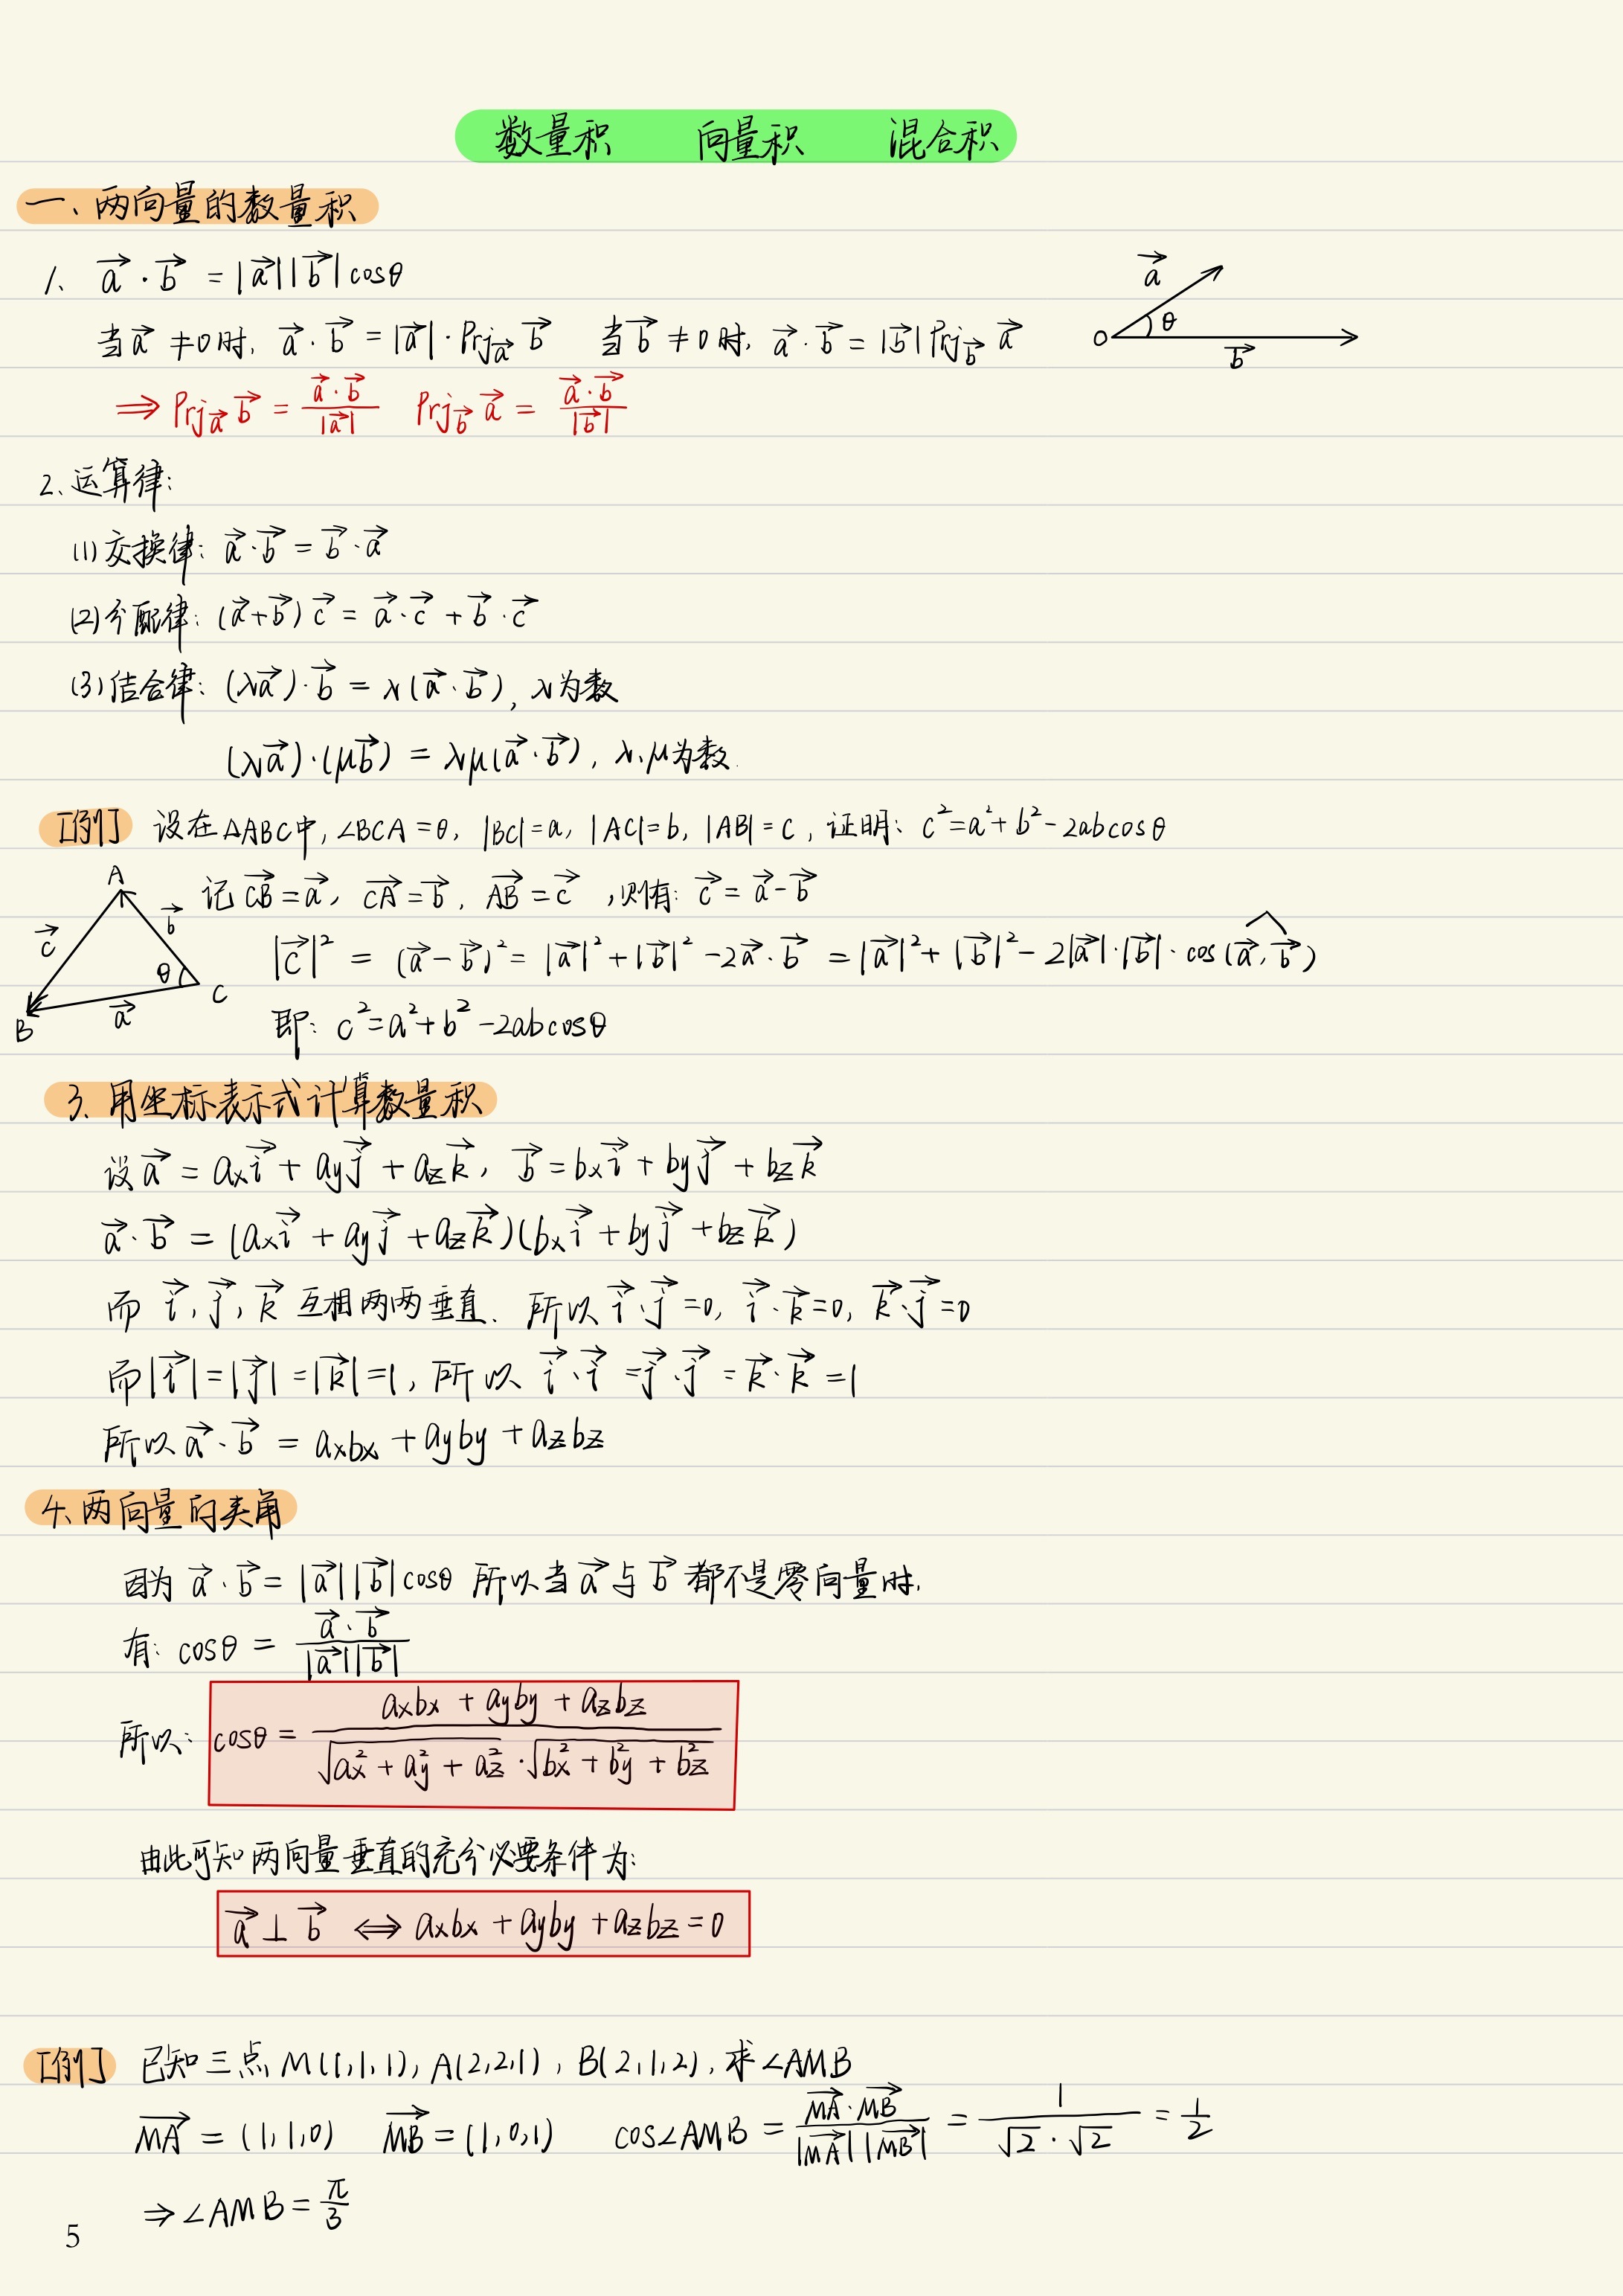 数量积 向量积 混合积
一、两向量的数量积
1、 $\vec{a}\cdot\vec{b}=|\vec{a}||\vec{b}|\cos\theta$
当 $\vec{a}\neq 0$ 时, $\vec{a}\cdot\vec{b}=|\vec{a}|\cdot Prj_{\vec{a}}\vec{b}$ 当 $\vec{b}\neq 0$ 时, $\vec{a}\cdot\vec{b}=|\vec{b}|Prj_{\vec{b}}\vec{a}$
$\vec{a}$ O θ $\vec{b}$
$\Rightarrow Prj_{\vec{a}}\vec{b}=\frac{\vec{a}\cdot\vec{b}}{|\vec{a}|}$ $Prj_{\vec{b}}\vec{a}=\frac{\vec{a}\cdot\vec{b}}{|\vec{b}|}$
2、运算律:
(1)交换律: $\vec{a}\cdot\vec{b}=\vec{b}\cdot\vec{a}$
(2)分配律: $(\vec{a}+\vec{b})\vec{c}=\vec{a}\cdot\vec{c}+\vec{b}\cdot\vec{c}$
(3)结合律: $(\lambda\vec{a})\cdot\vec{b}=\lambda(\vec{a}\cdot\vec{b})$, λ为数
$(\lambda\vec{a})\cdot(\mu\vec{b})=\lambda\mu(\vec{a}\cdot\vec{b})$, λ、μ为数.
[例] 设在△ABC中, ∠BCA=θ, |BC|=a, |AC|=b, |AB|=c, 证明: $c^2=a^2+b^2-2ab\cos\theta$
A B C $\vec{a}$ $\vec{b}$ $\vec{c}$ θ
记 $\vec{CB}=\vec{a}$, $\vec{CA}=\vec{b}$, $\vec{AB}=\vec{c}$, 则有: $\vec{c}=\vec{a}-\vec{b}$
$|\vec{c}|^2=(\vec{a}-\vec{b})^2=|\vec{a}|^2+|\vec{b}|^2-2\vec{a}\cdot\vec{b}=|\vec{a}|^2+|\vec{b}|^2-2|\vec{a}|\cdot|\vec{b}|\cdot\cos(\widehat{\vec{a},\vec{b}})$
即: $c^2=a^2+b^2-2ab\cos\theta$
3、用坐标表示式计算数量积
设 $\vec{a}=a_x\vec{i}+a_y\vec{j}+a_z\vec{k}$, $\vec{b}=b_x\vec{i}+b_y\vec{j}+b_z\vec{k}$
$\vec{a}\cdot\vec{b}=(a_x\vec{i}+a_y\vec{j}+a_z\vec{k})(b_x\vec{i}+b_y\vec{j}+b_z\vec{k})$
而 $\vec{i},\vec{j},\vec{k}$ 互相两两垂直、所以 $\vec{i}\cdot\vec{j}=0$, $\vec{i}\cdot\vec{k}=0$, $\vec{k}\cdot\vec{j}=0$
而 $|\vec{i}|=|\vec{j}|=|\vec{k}|=1$, 所以 $\vec{i}\cdot\vec{i}=\vec{j}\cdot\vec{j}=\vec{k}\cdot\vec{k}=1$
所以 $\vec{a}\cdot\vec{b}=a_xb_x+a_yb_y+a_zb_z$
4、两向量的夹角
因为 $\vec{a}\cdot\vec{b}=|\vec{a}||\vec{b}|\cos\theta$ 所以当 $\vec{a}$ 与 $\vec{b}$ 都不是零向量时,
有: $\cos\theta=\frac{\vec{a}\cdot\vec{b}}{|\vec{a}||\vec{b}|}$
所以: $\cos\theta=\frac{a_xb_x+a_yb_y+a_zb_z}{\sqrt{a_x^2+a_y^2+a_z^2}\cdot\sqrt{b_x^2+b_y^2+b_z^2}}$
由此可知两向量垂直的充分必要条件为:
$\vec{a}\perp\vec{b}\Leftrightarrow a_xb_x+a_yb_y+a_zb_z=0$
[例] 已知三点M(1,1,1), A(2,2,1), B(2,1,2), 求∠AMB
$\vec{MA}=(1,1,0)$ $\vec{MB}=(1,0,1)$ $\cos\angle AMB=\frac{\vec{MA}\cdot\vec{MB}}{|\vec{MA}||\vec{MB}|}=\frac{1}{\sqrt{2}\cdot\sqrt{2}}=\frac{1}{2}$
$\Rightarrow\angle AMB=\frac{\pi}{3}$
5